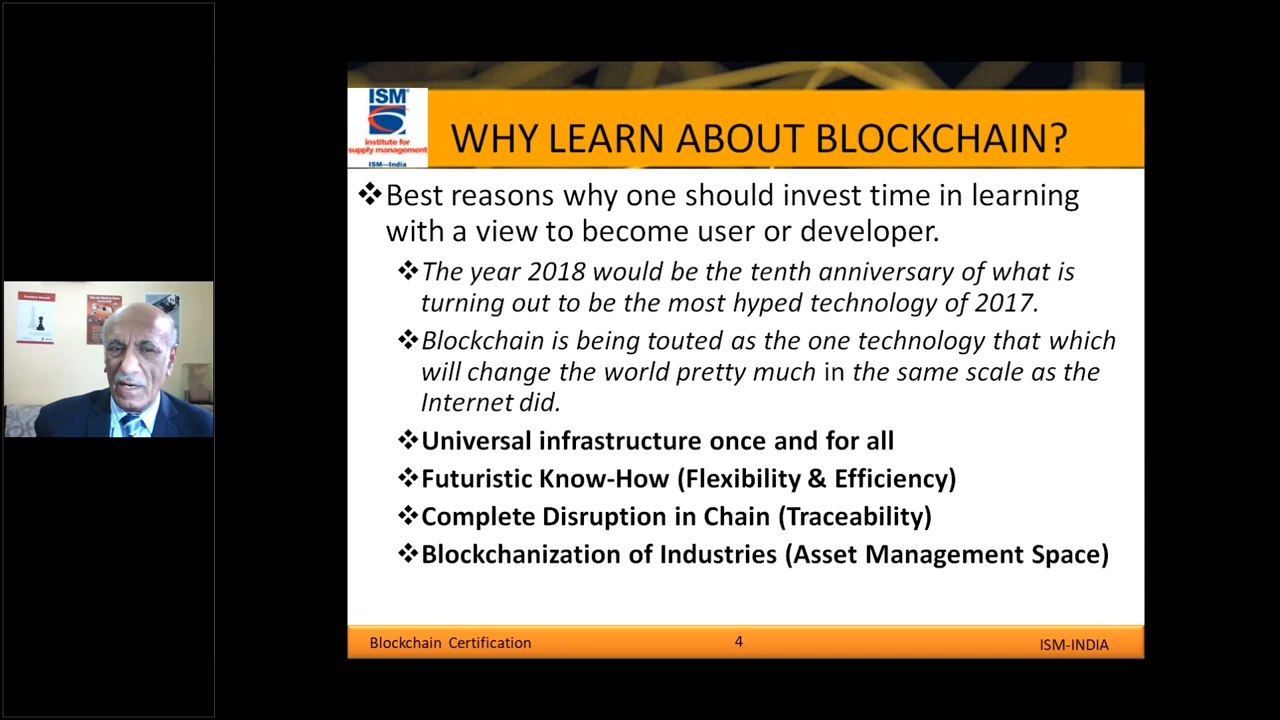 ISM®
institute for
supply management
ISM—India
WHY LEARN ABOUT BLOCKCHAIN?
❖Best reasons why one should invest time in learning
with a view to become user or developer.
❖The year 2018 would be the tenth anniversary of what is
turning out to be the most hyped technology of 2017.
❖Blockchain is being touted as the one technology that which
will change the world pretty much in the same scale as the
Internet did.
❖Universal infrastructure once and for all
❖Futuristic Know-How (Flexibility & Efficiency)
❖Complete Disruption in Chain (Traceability)
❖Blockchanization of Industries (Asset Management Space)
Blockchain Certification
4
ISM-INDIA